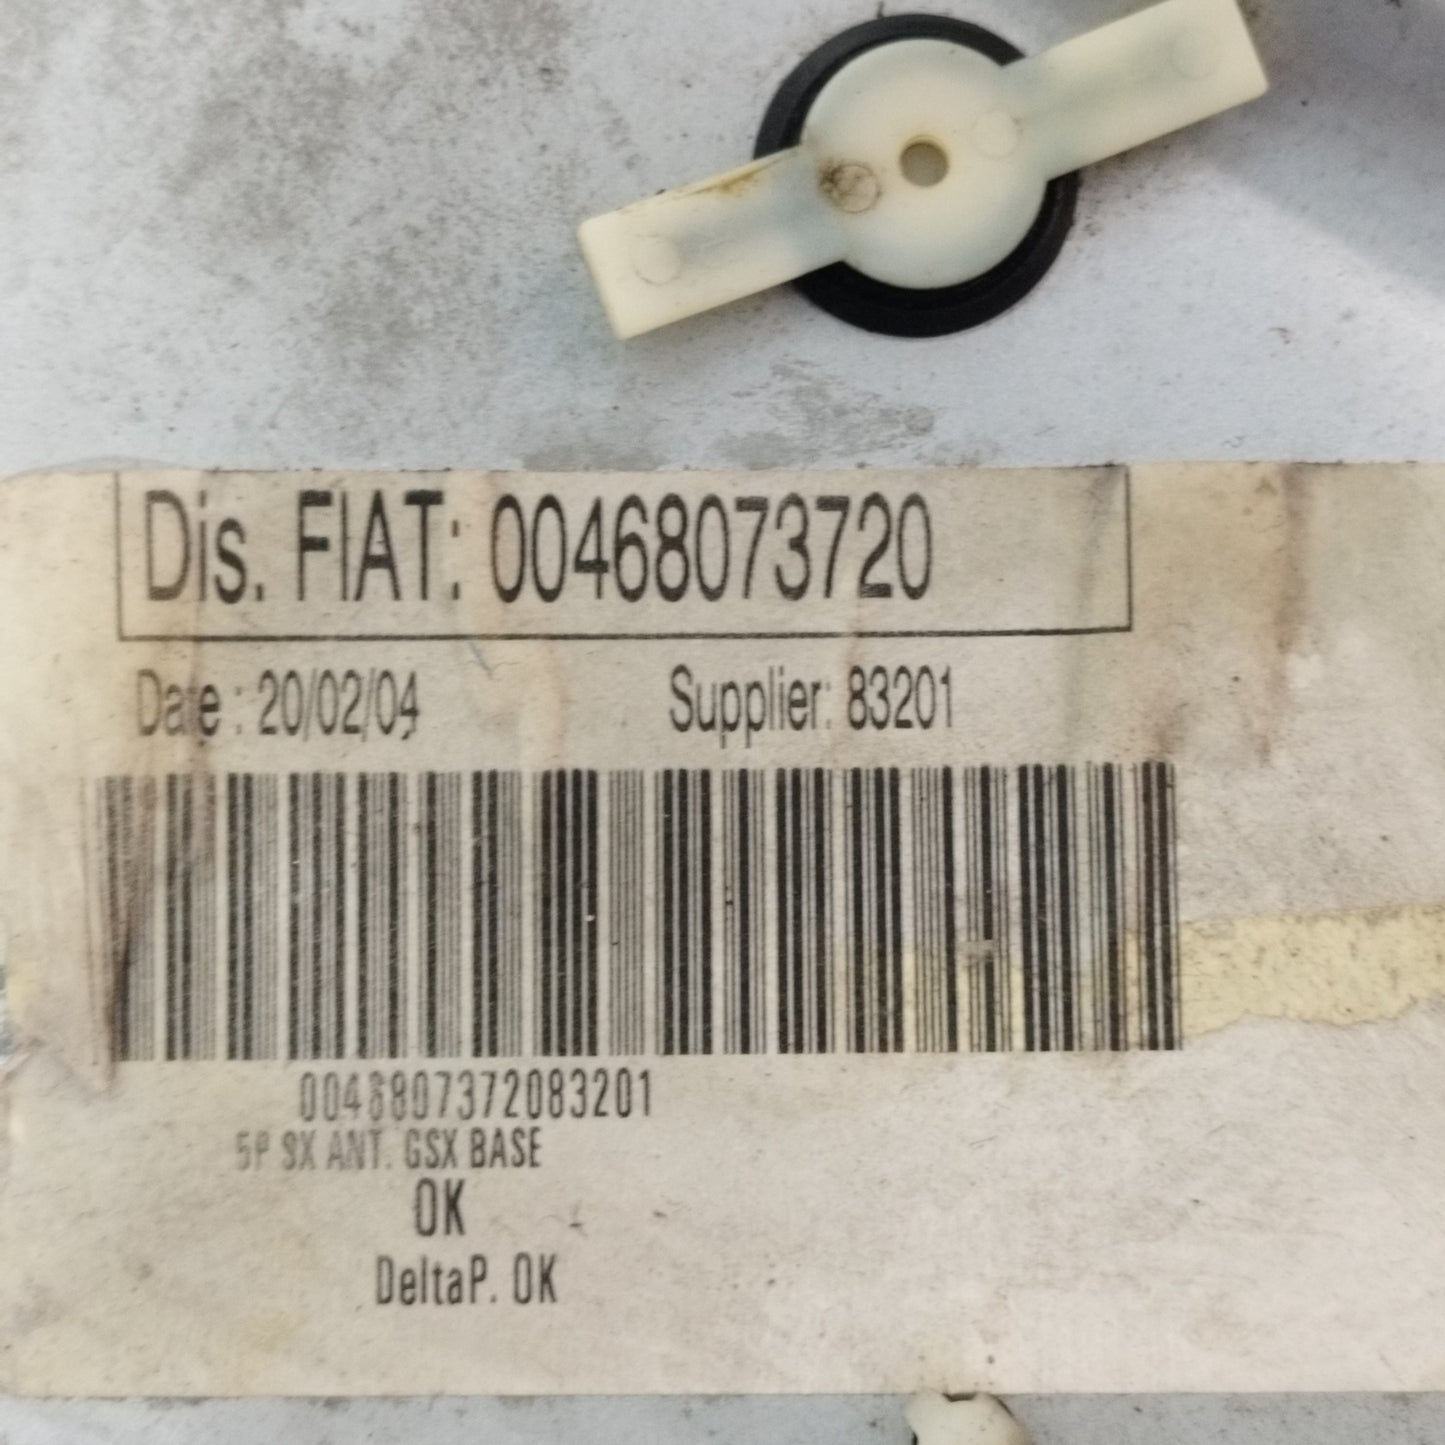 Dis. FIAT: 00468073720
Date : 20/02/04
Supplier: 83201
0046807372083201
5P SX ANT. GSX BASE
OK
DeltaP. OK